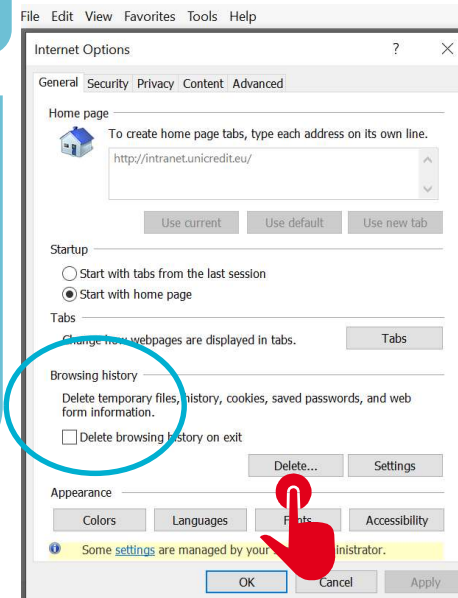 File Edit View Favorites Tools Help
Internet Options ? ×
General Security Privacy Content Advanced
Home page
To create home page tabs, type each address on its own line.
http://intranet.unicredit.eu/
Use current Use default Use new tab
Startup
Start with tabs from the last session
Start with home page
Tabs
Change how webpages are displayed in tabs. Tabs
Browsing history
Delete temporary files, history, cookies, saved passwords, and web
form information.
Delete browsing history on exit
Delete... Settings
Appearance
Colors Languages Fonts Accessibility
Some settings are managed by your
OK Cancel Apply